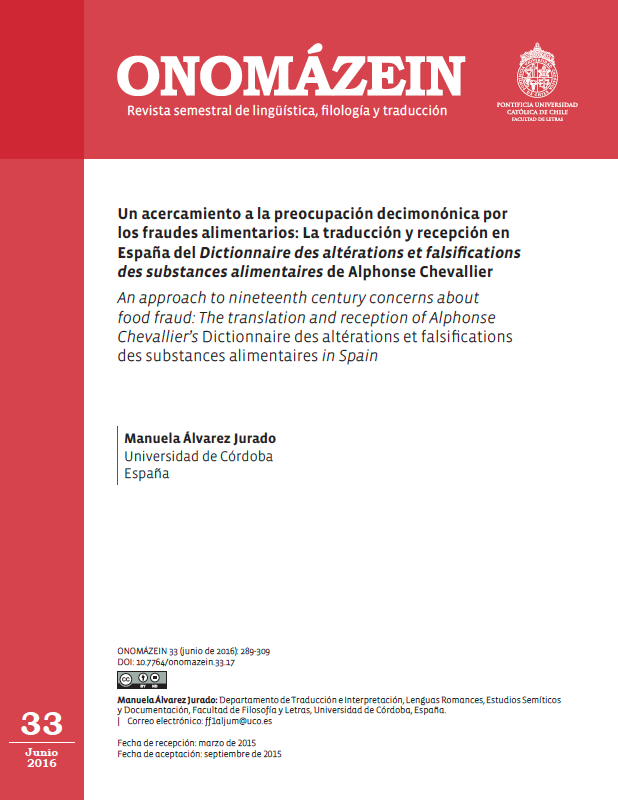 ONOMÁZEIN
Revista semestral de lingüística, filología y traducción
PONTIFICIA UNIVERSIDAD
CATÓLICA DE CHILE
FACULTAD DE LETRAS
Un acercamiento a la preocupación decimonónica por
los fraudes alimentarios: La traducción y recepción en
España del Dictionnaire des altérations et falsifications
des substances alimentaires de Alphonse Chevallier
An approach to nineteenth century concerns about
food fraud: The translation and reception of Alphonse
Chevallier's Dictionnaire des altérations et falsifications
des substances alimentaires in Spain
Manuela Álvarez Jurado
Universidad de Córdoba
España
ONOMÁZEIN 33 (junio de 2016): 289-309
DOI: 10.7764/onomazein.33.17
cc BY ND
Manuela Álvarez Jurado: Departamento de Traducción e Interpretación, Lenguas Romances, Estudios Semíticos
y Documentación, Facultad de Filosofía y Letras, Universidad de Córdoba, España.
| Correo electrónico: ff1aljum@uco.es
Fecha de recepción: marzo de 2015
Fecha de aceptación: septiembre de 2015
33
Junio
2016